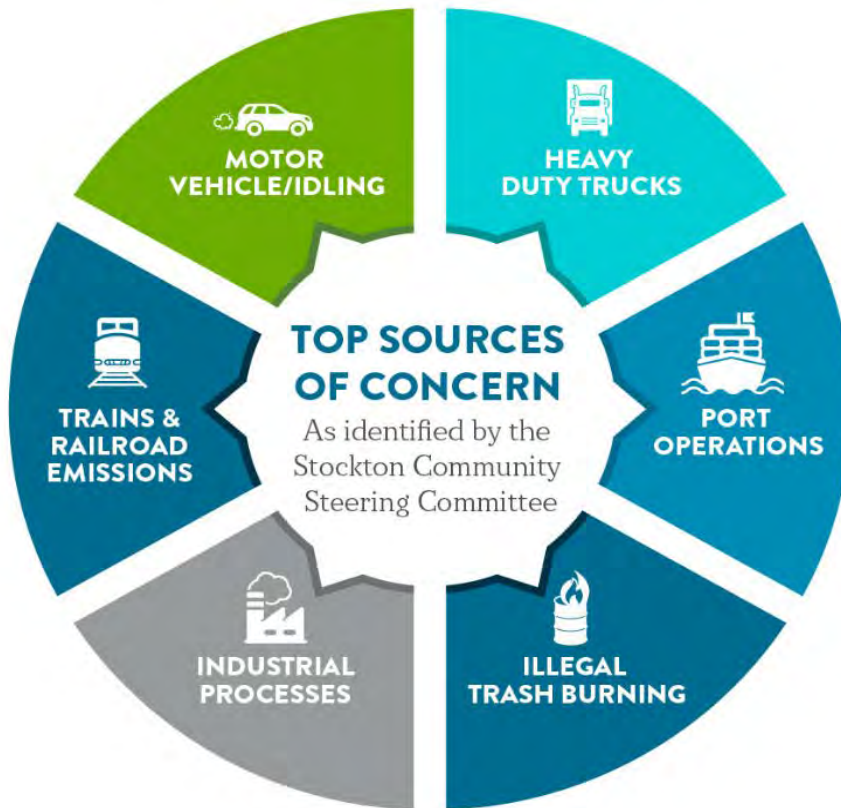 MOTOR
VEHICLE/IDLING
HEAVY
DUTY TRUCKS
TRAINS &
RAILROAD
EMISSIONS
TOP SOURCES
OF CONCERN
As identified by the
Stockton Community
Steering Committee
PORT
OPERATIONS
INDUSTRIAL
PROCESSES
ILLEGAL
TRASH BURNING